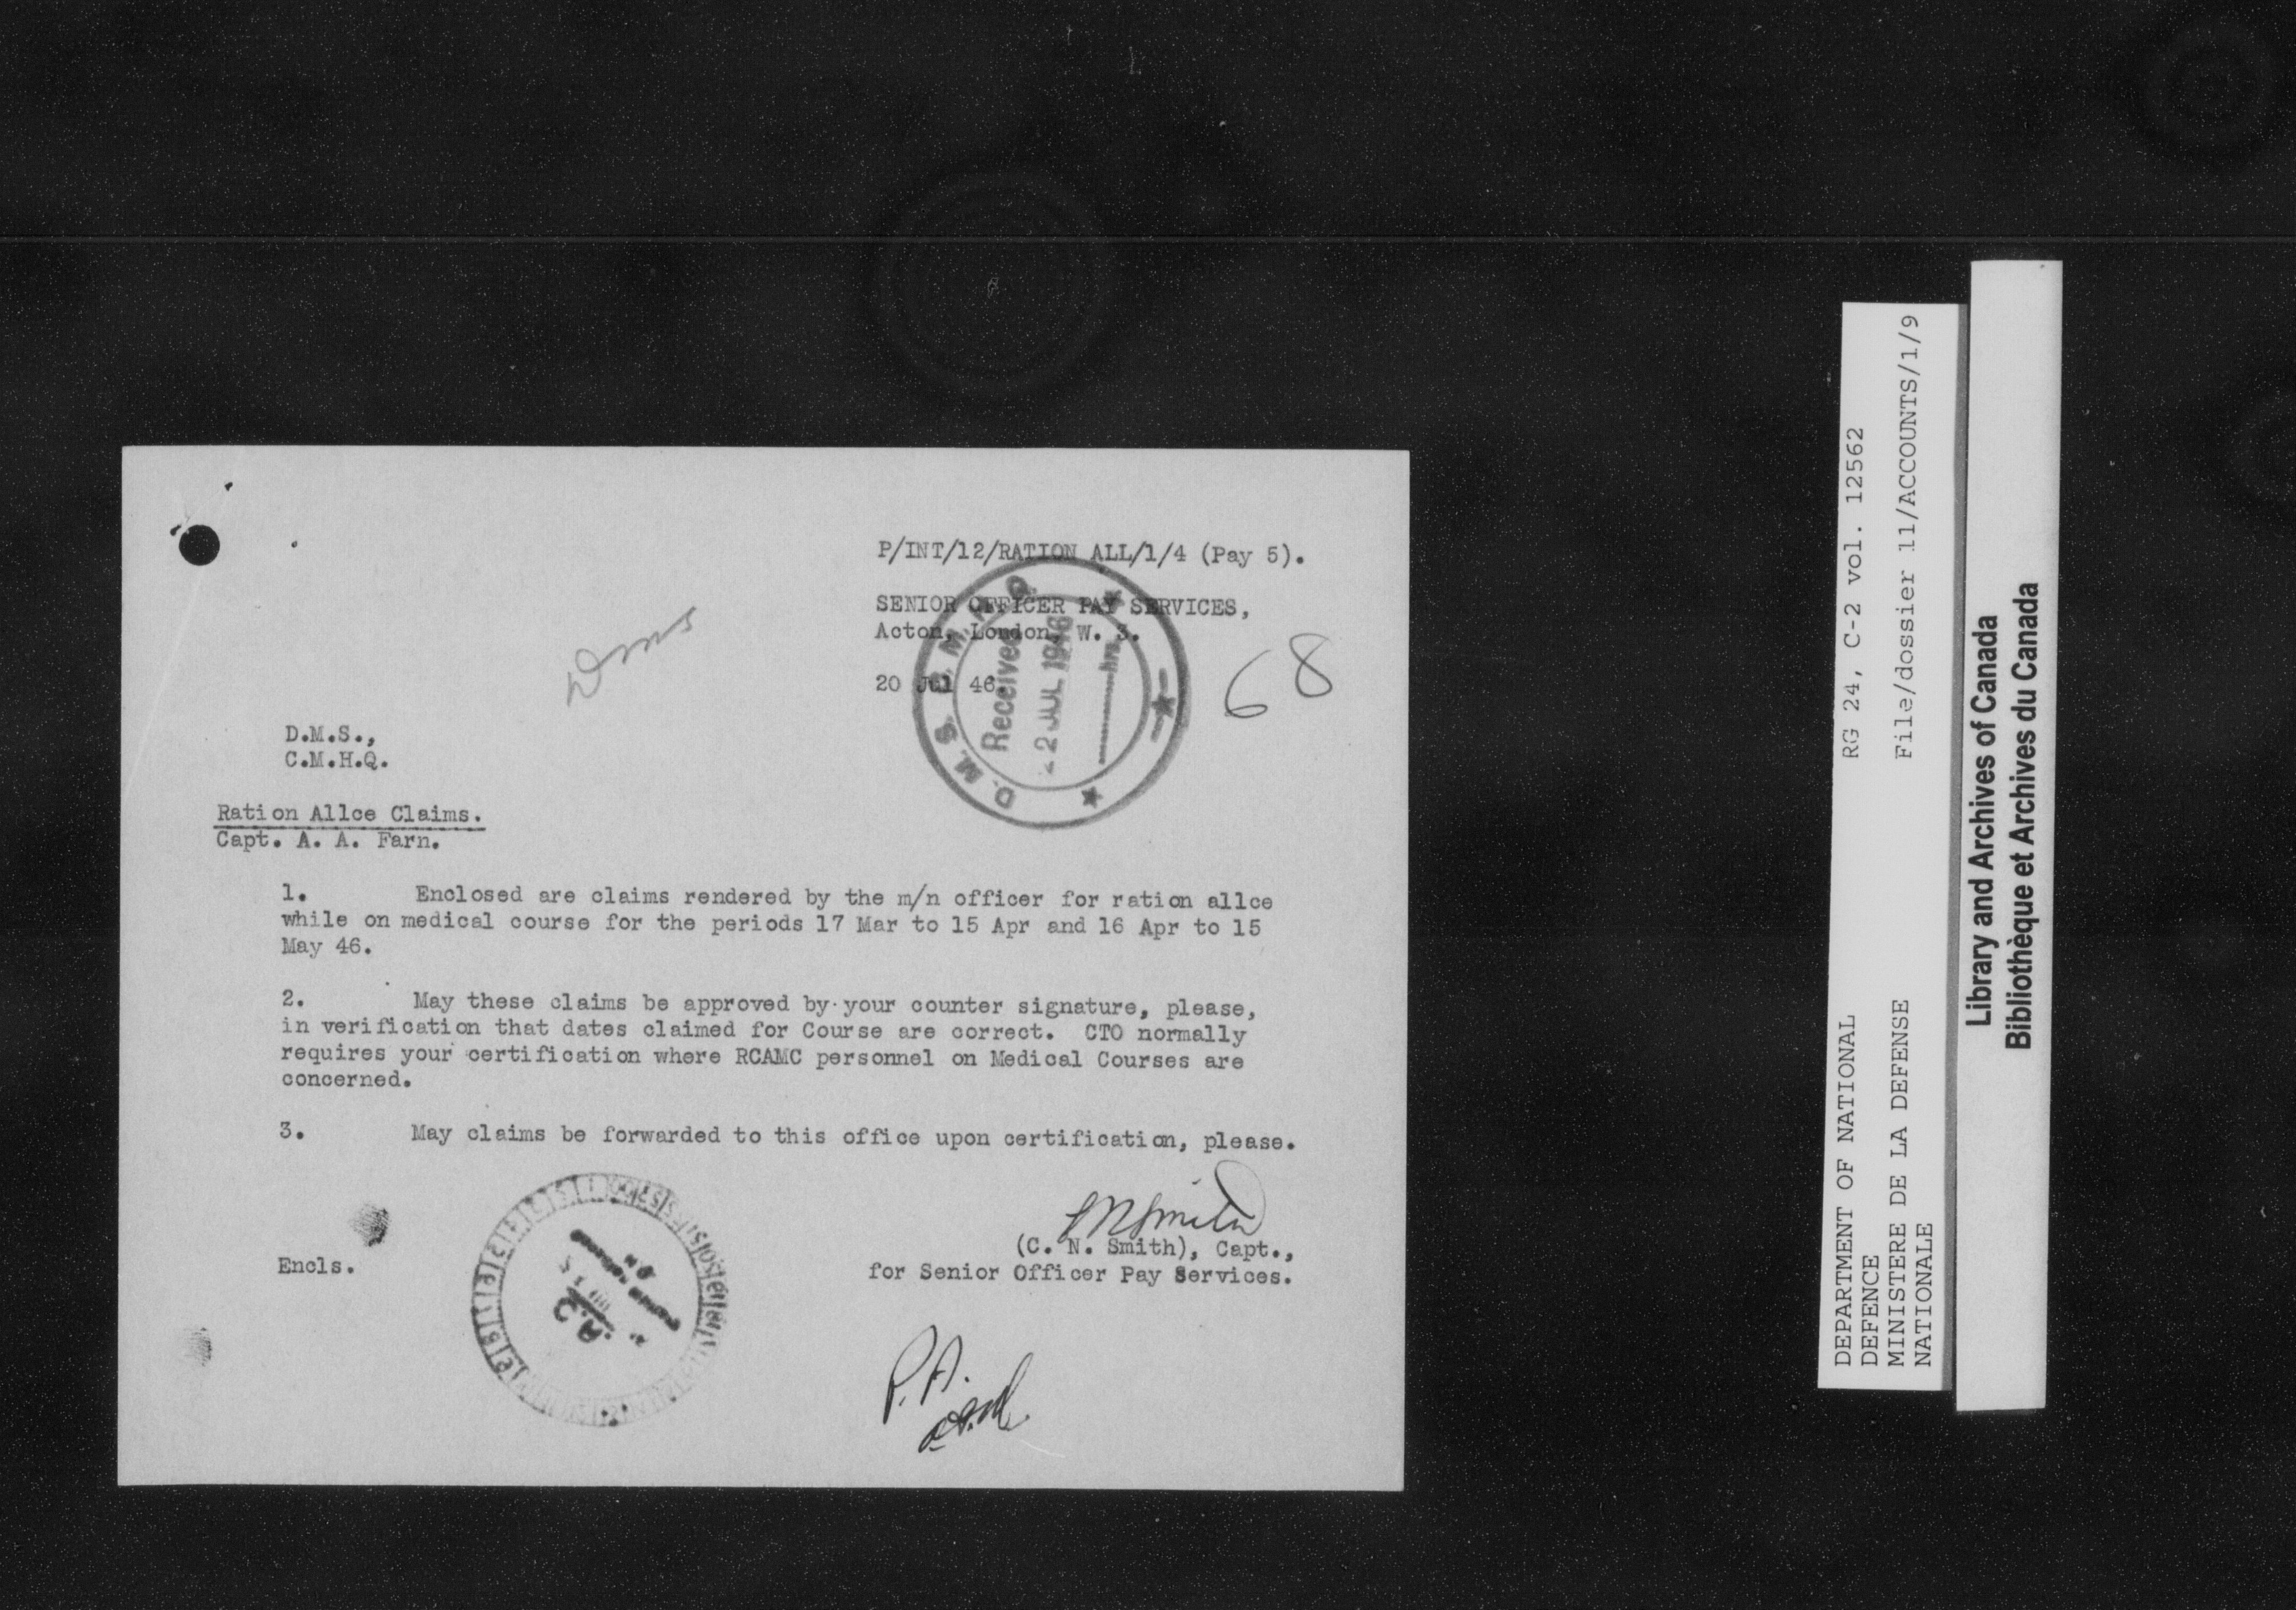 P/INT/12/RATION ALL/1/4 (Pay 5).
SENIOR OFFICER PAY SERVICES,
Acton, London, W. 3.
20 Jul 46.
D.M.S. C.M.H.Q.
Received
22 JUL 1946
hrs.
68
D.M.S.,
C.M.H.Q.
Ration Allce Claims.
Capt. A. A. Farn.
1. Enclosed are claims rendered by the m/n officer for ration allce
while on medical course for the periods 17 Mar to 15 Apr and 16 Apr to 15
May 46.
2. May these claims be approved by your counter signature, please,
in verification that dates claimed for Course are correct. CTO normally
requires your certification where RCAMC personnel on Medical Courses are
concerned.
3. May claims be forwarded to this office upon certification, please.
CNSmith
(C. N. Smith), Capt.,
for Senior Officer Pay Services.
Encls.
P.A.
DEPARTMENT OF NATIONAL
DEFENCE
MINISTERE DE LA DEFENSE
NATIONALE
RG 24, C-2 vol. 12562
File/dossier 11/ACCOUNTS/1/9
Library and Archives of Canada
Bibliothèque et Archives du Canada